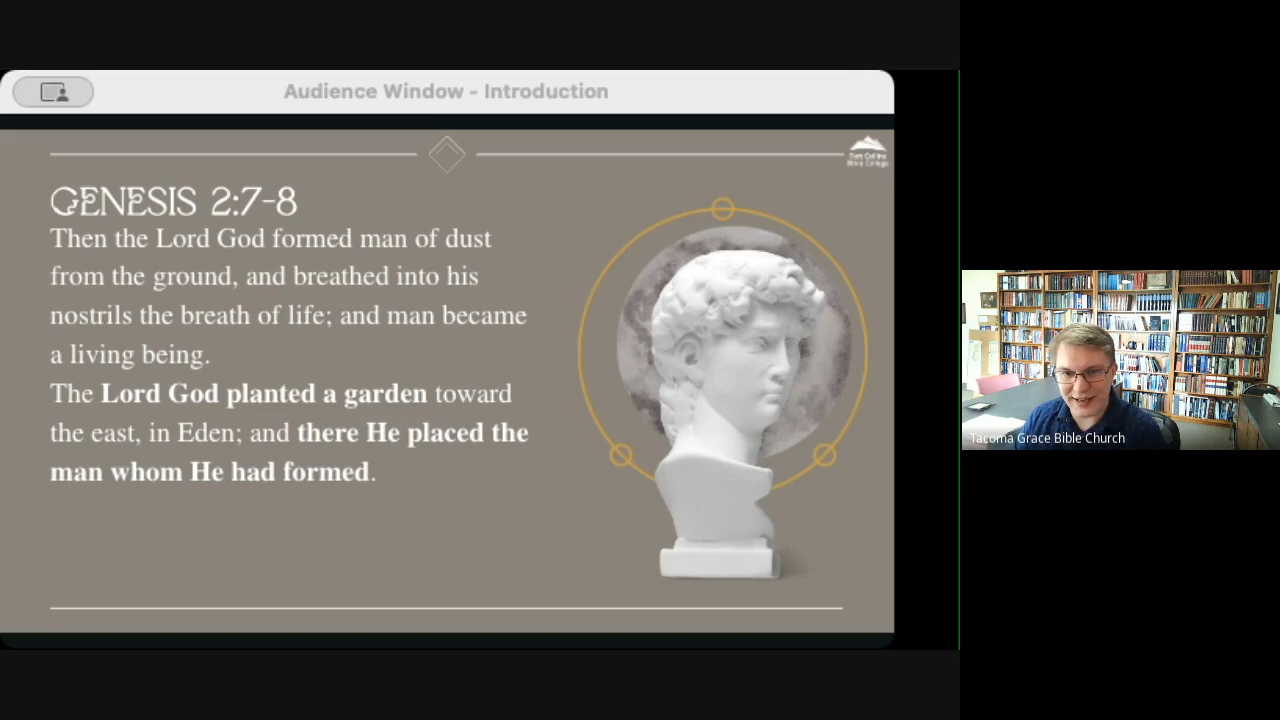 Audience Window - Introduction
GENESIS 2:7-8
Then the Lord God formed man of dust
from the ground, and breathed into his
nostrils the breath of life; and man became
a living being.
The Lord God planted a garden toward
the east, in Eden; and there He placed the
man whom He had formed.
Tacoma Grace Bible Church